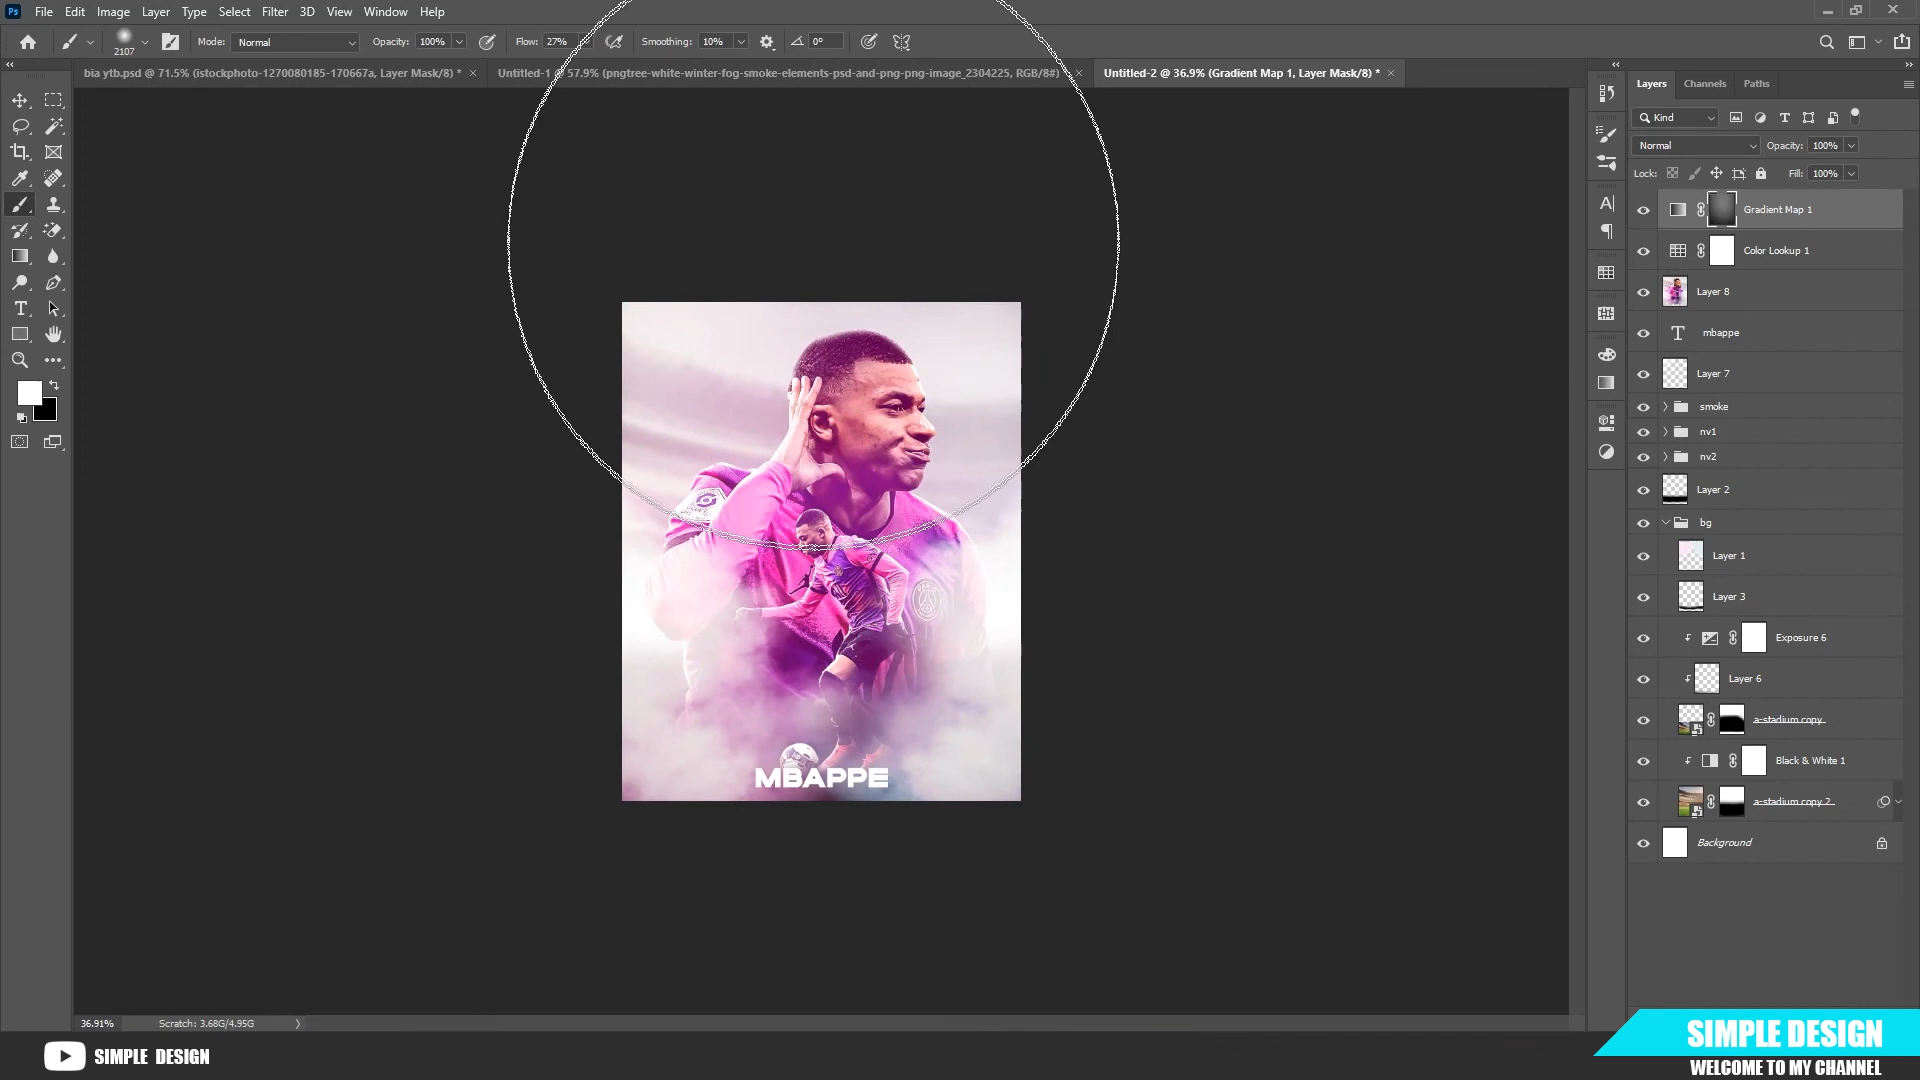 Ps File Edit Image Layer Type Select Filter 3D View Window Help
2107 Mode: Normal Opacity: 100% Flow: 27% Smoothing: 10% 0°
bia ytb.psd @ 71.5% (istockphoto-1270080185-170667a, Layer Mask/8) * × Untitled-1 @ 57.9% (pngtree-white-winter-fog-smoke-elements-psd-and-png-png-image_2304225, RGB/8#) × Untitled-2 @ 36.9% (Gradient Map 1, Layer Mask/8) * ×
Layers Channels Paths
Kind
Normal Opacity: 100%
Lock: Fill: 100%
Gradient Map 1
Color Lookup 1
Layer 8
mbappe
Layer 7
smoke
nv1
nv2
Layer 2
bg
Layer 1
Layer 3
Exposure 6
Layer 6
a-stadium copy
Black & White 1
a-stadium copy 2
Background
MBAPPE
36.91% Scratch: 3.68G/4.95G
SIMPLE DESIGN
SIMPLE DESIGN
WELCOME TO MY CHANNEL